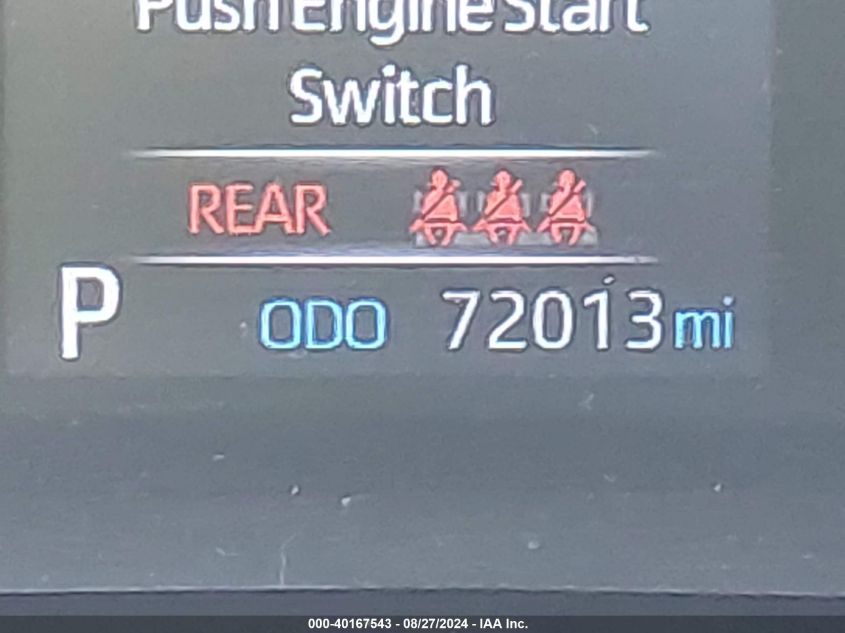 Push Engine Start
Switch
REAR
P ODO 72013 mi
000-40167543 - 08/27/2024 - IAA Inc.